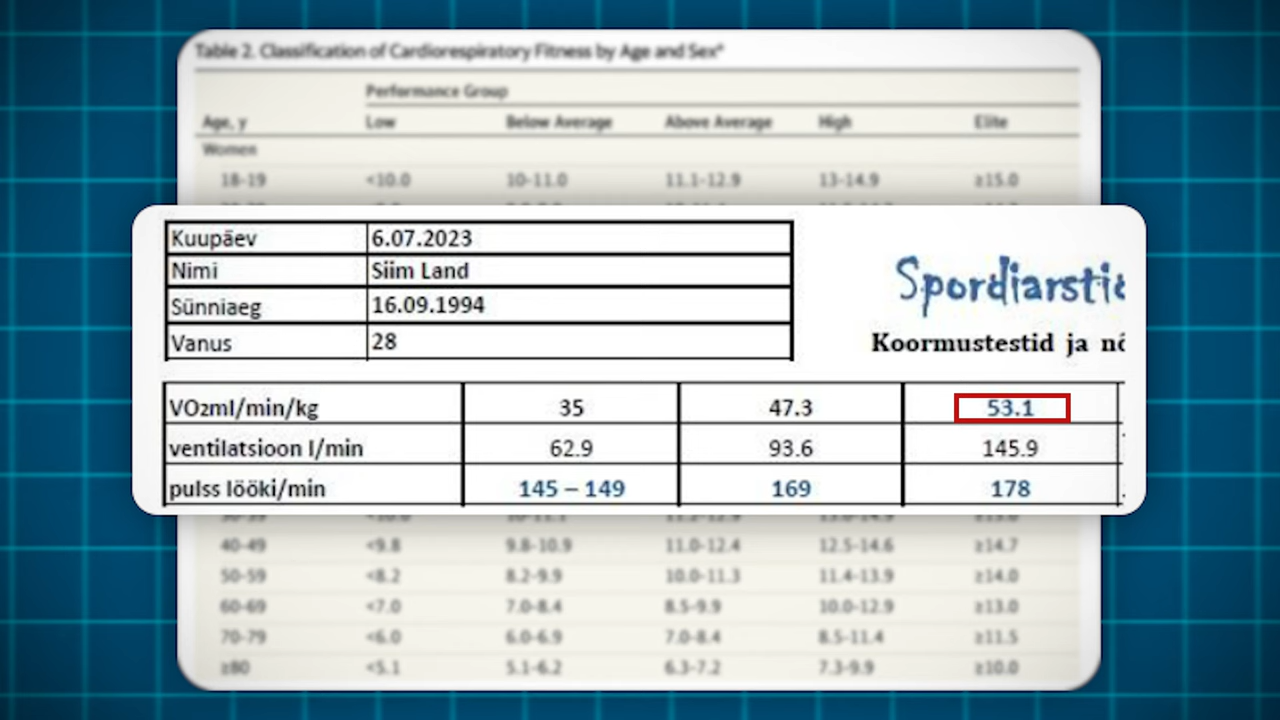 Table 2. Classification of Cardiorespiratory Fitness by Age and Sex*
Performance Group
Age, y Low Below Average Above Average High Elite
Women
18-19 <10.0 10-11.0 11.1-12.9 13-14.9 ≥15.0
Kuupäev 6.07.2023
Nimi Siim Land
Sünniaeg 16.09.1994
Vanus 28
Koormustestid ja
VO2ml/min/kg 35 47.3 53.1
ventilatsioon l/min 62.9 93.6 145.9
pulss lööki/min 145 – 149 169 178
40-49 <9.8 9.8-10.9 11.0-12.4 12.5-14.6 ≥14.7
50-59 <8.2 8.2-9.9 10.0-11.3 11.4-13.9 ≥14.0
60-69 <7.0 7.0-8.4 8.5-9.9 10.0-12.9 ≥13.0
70-79 <6.0 6.0-6.9 7.0-8.4 8.5-11.4 ≥11.5
≥80 <5.1 5.1-6.2 6.3-7.2 7.3-9.9 ≥10.0